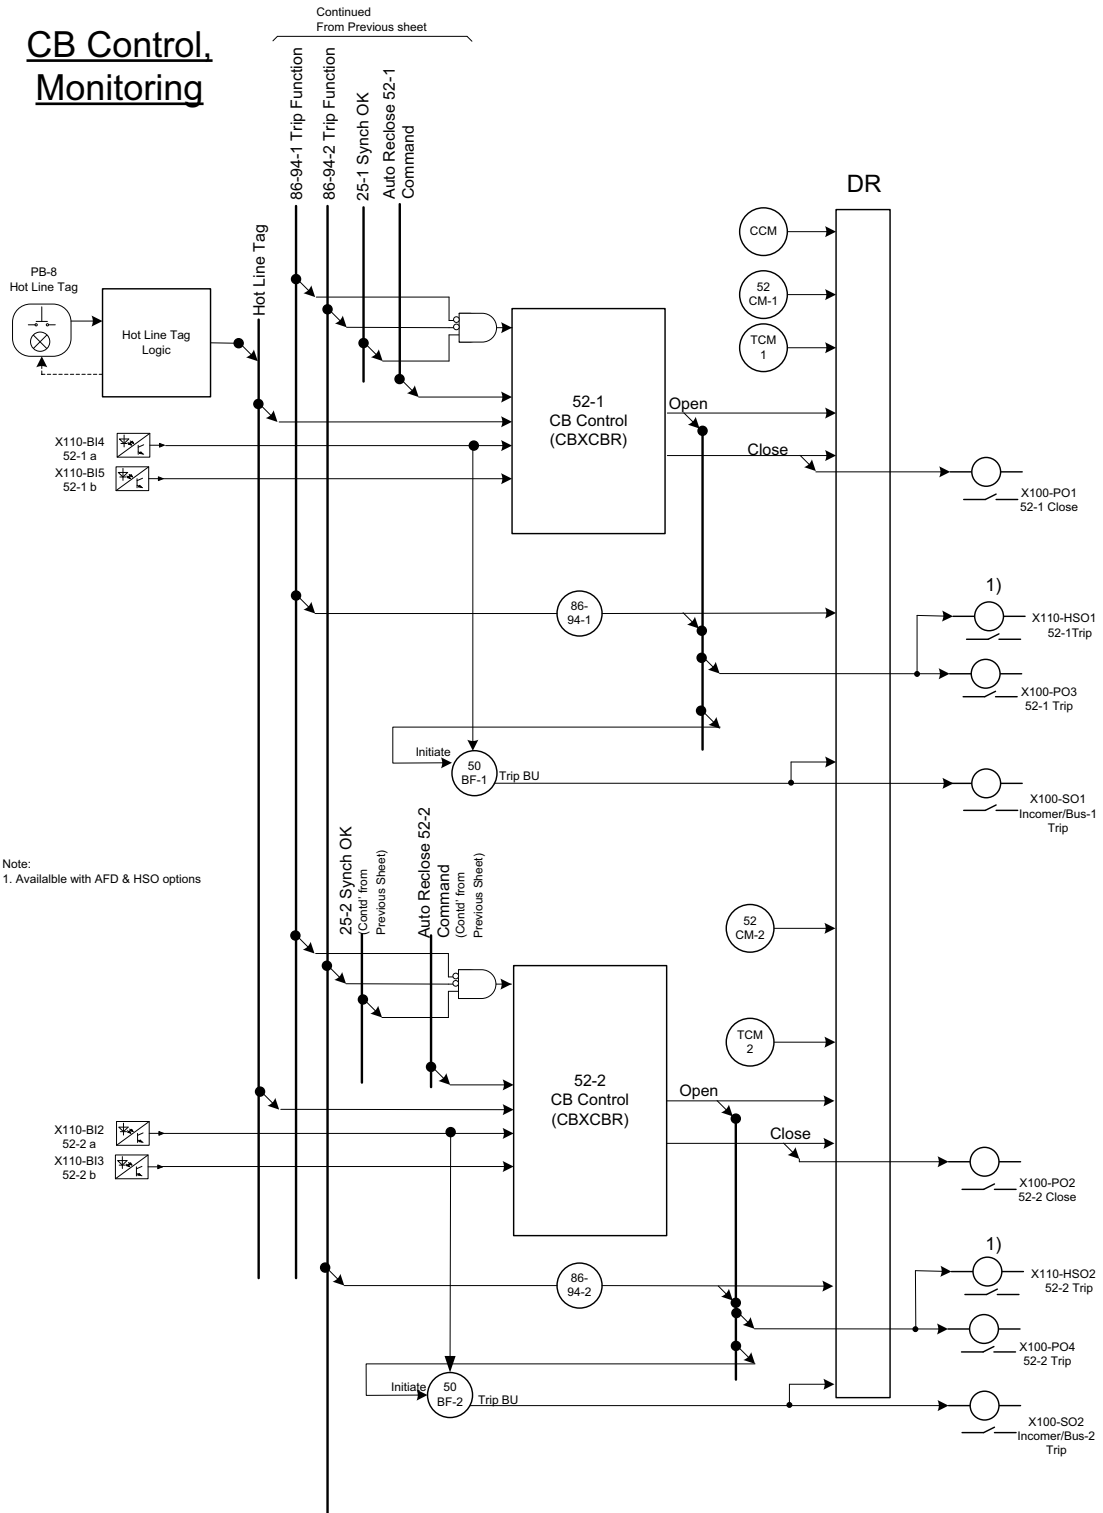 CB Control,
Monitoring
Continued
From Previous sheet
86-94-1 Trip Function
86-94-2 Trip Function
25-1 Synch OK
Auto Reclose 52-1
Command
Hot Line Tag
DR
PB-8
Hot Line Tag
Hot Line Tag
Logic
CCM
52
CM-1
TCM
1
52-1
CB Control
(CBXCBR)
Open
Close
X110-BI4
52-1 a
X110-BI5
52-1 b
X100-PO1
52-1 Close
86-
94-1
1)
X110-HSO1
52-1Trip
X100-PO3
52-1 Trip
Initiate
50
BF-1
Trip BU
X100-SO1
Incomer/Bus-1
Trip
Note:
1. Availalble with AFD & HSO options
25-2 Synch OK
(Contd' from
Previous Sheet)
Auto Reclose 52-2
Command
(Contd' from
Previous Sheet)
52
CM-2
TCM
2
52-2
CB Control
(CBXCBR)
Open
Close
X110-BI2
52-2 a
X110-BI3
52-2 b
X100-PO2
52-2 Close
86-
94-2
1)
X110-HSO2
52-2 Trip
X100-PO4
52-2 Trip
Initiate
50
BF-2
Trip BU
X100-SO2
Incomer/Bus-2
Trip